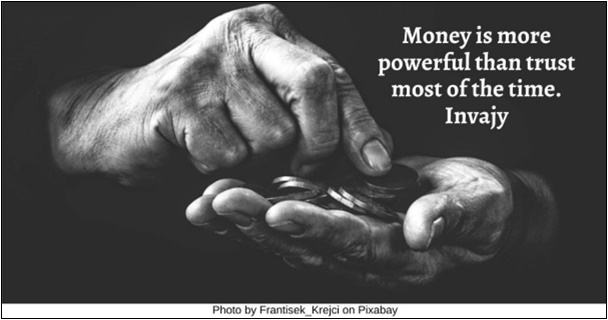 Money is more
powerful than trust
most of the time.
Invajy
Photo by Frantisek_Krejci on Pixabay